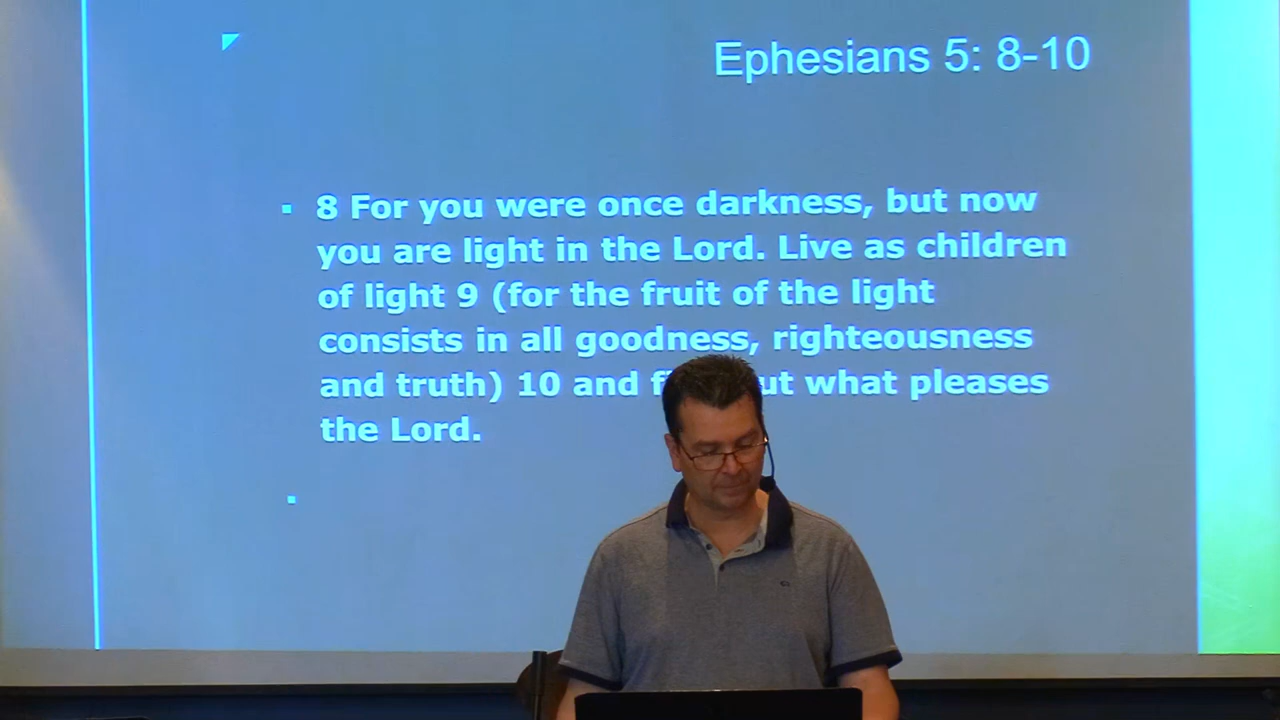 Ephesians 5: 8-10
8 For you were once darkness, but now
you are light in the Lord. Live as children
of light 9 (for the fruit of the light
consists in all goodness, righteousness
and truth) 10 and what pleases
the Lord.